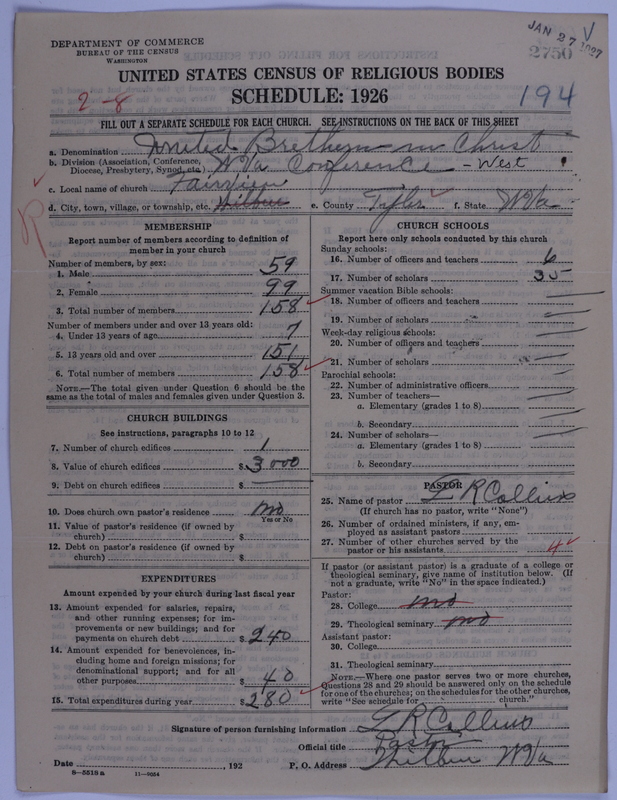 DEPARTMENT OF COMMERCE
BUREAU OF THE CENSUS
WASHINGTON
JAN 27 1927
2750
UNITED STATES CENSUS OF RELIGIOUS BODIES
SCHEDULE: 1926
2-8
194
FILL OUT A SEPARATE SCHEDULE FOR EACH CHURCH. SEE INSTRUCTIONS ON THE BACK OF THIS SHEET
a. Denomination United Brethern in Christ
b. Division (Association, Conference, Diocese, Presbytery, Synod, etc.) W Va Conference - West
c. Local name of church Fairview
d. City, town, village, or township, etc. Wilbur e. County Tyler f. State W Va
MEMBERSHIP
Report number of members according to definition of
member in your church
Number of members, by sex:
1. Male 59
2. Female 99
3. Total number of members 158
Number of members under and over 13 years old:
4. Under 13 years of age 7
5. 13 years old and over 151
6. Total number of members 158
NOTE.—The total given under Question 6 should be the
same as the total of males and females given under Question 3.
CHURCH BUILDINGS
See instructions, paragraphs 10 to 12
7. Number of church edifices 1
8. Value of church edifices $ 3000
9. Debt on church edifices $
10. Does church own pastor's residence no
Yes or No
11. Value of pastor's residence (if owned by
church) $
12. Debt on pastor's residence (if owned by
church) $
EXPENDITURES
Amount expended by your church during last fiscal year
13. Amount expended for salaries, repairs,
and other running expenses; for im-
provements or new buildings; and for
payments on church debt $ 240
14. Amount expended for benevolences, in-
cluding home and foreign missions; for
denominational support; and for all
other purposes $ 40
15. Total expenditures during year $ 280
CHURCH SCHOOLS
Report here only schools conducted by this church
Sunday schools:
16. Number of officers and teachers 6
17. Number of scholars 35
Summer vacation Bible schools:
18. Number of officers and teachers
19. Number of scholars
Week-day religious schools:
20. Number of officers and teachers
21. Number of scholars
Parochial schools:
22. Number of administrative officers
23. Number of teachers—
a. Elementary (grades 1 to 8)
b. Secondary
24. Number of scholars—
a. Elementary (grades 1 to 8)
b. Secondary
PASTOR
25. Name of pastor L R Collins
(If church has no pastor, write "None")
26. Number of ordained ministers, if any, em-
ployed as assistant pastors
27. Number of other churches served by the
pastor or his assistants 4
If pastor (or assistant pastor) is a graduate of a college or
theological seminary, give name of institution below. (If
not a graduate, write "No" in the space indicated.)
Pastor:
28. College no
29. Theological seminary no
Assistant pastor:
30. College
31. Theological seminary
NOTE.—Where one pastor serves two or more churches,
Questions 28 and 29 should be answered only on the schedule
for one of the churches; on the schedules for the other churches,
write "See schedule for church."
Signature of person furnishing information L R Collins
Official title Pastor
Date , 192 P. O. Address Wilbur W Va
8—5519 a 11—9054